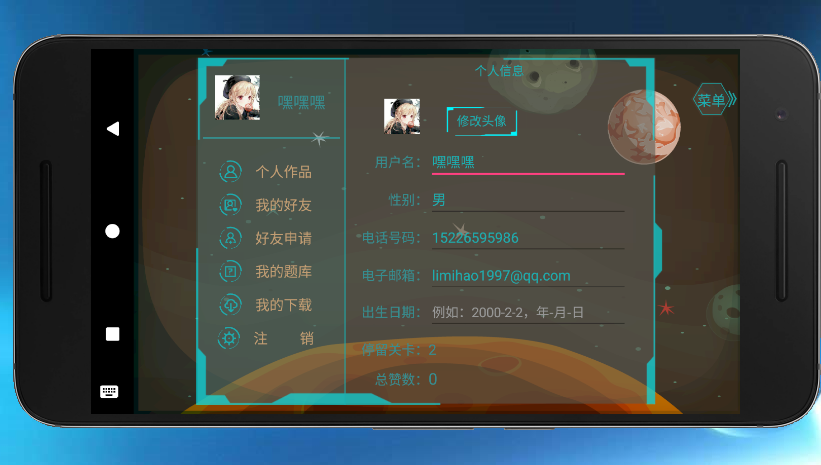 嘿嘿嘿
个人作品
我的好友
好友申请
我的题库
我的下载
注 销
个人信息
修改头像
用户名： 嘿嘿嘿
性别： 男
电话号码： 15226595986
电子邮箱： limihao1997@qq.com
出生日期： 例如：2000-2-2，年-月-日
停留关卡： 2
总赞数： 0
菜单